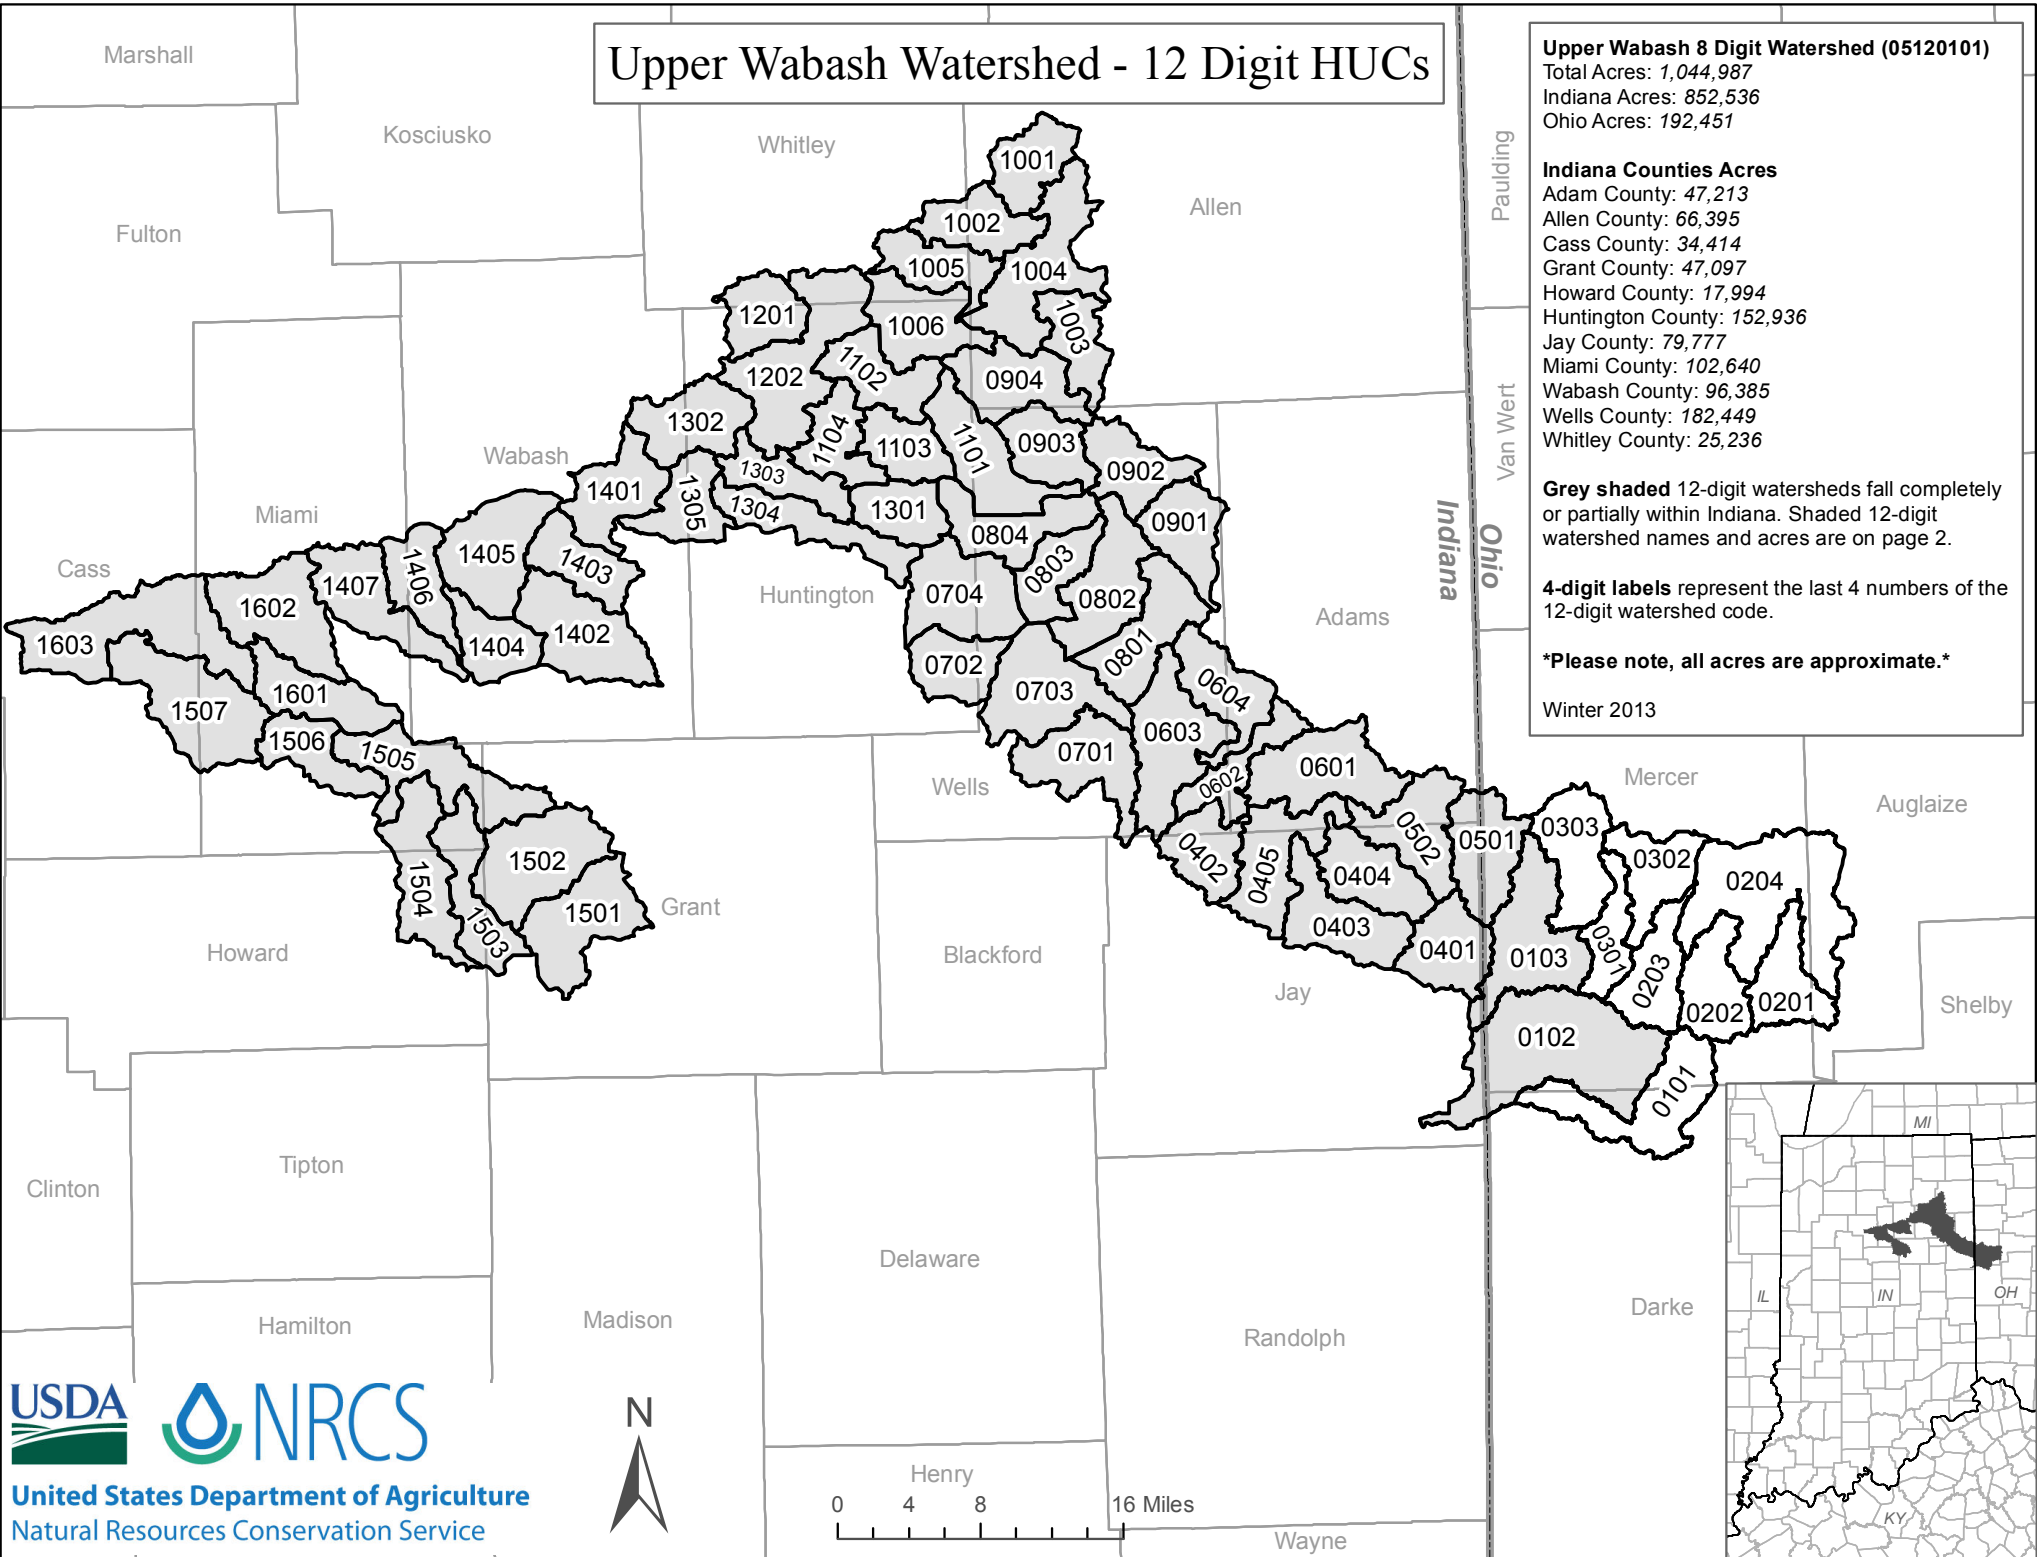 Upper Wabash Watershed - 12 Digit HUCs
Upper Wabash 8 Digit Watershed (05120101)
Total Acres: 1,044,987
Indiana Acres: 852,536
Ohio Acres: 192,451
Indiana Counties Acres
Adam County: 47,213
Allen County: 66,395
Cass County: 34,414
Grant County: 47,097
Howard County: 17,994
Huntington County: 152,936
Jay County: 79,777
Miami County: 102,640
Wabash County: 96,385
Wells County: 182,449
Whitley County: 25,236
Grey shaded 12-digit watersheds fall completely
or partially within Indiana. Shaded 12-digit
watershed names and acres are on page 2.
4-digit labels represent the last 4 numbers of the
12-digit watershed code.
*Please note, all acres are approximate.*
Winter 2013
Marshall
Kosciusko
Whitley
Allen
Paulding
Fulton
Van Wert
Wabash
Miami
Cass
Huntington
Adams
Indiana
Ohio
Wells
Mercer
Auglaize
Grant
Howard
Blackford
Jay
Shelby
Tipton
Clinton
Delaware
Hamilton
Madison
Randolph
Darke
Henry
Wayne
1001
1002
1005
1004
1003
1201
1006
1202
1102
0904
1302
1104
1103
1101
0903
0902
1303
1401
1305
1304
1301
0901
0804
1405
1403
0803
1407
1406
0704
0802
1602
1603
1404
1402
0702
0801
1601
0703
0604
1507
1506
1505
0603
0701
0602
0601
0502
0501
0303
0302
0402
0405
0404
0204
1502
1504
1501
1503
0403
0401
0103
0301
0203
0202
0201
0102
0101
MI
IL
IN
OH
KY
USDA
NRCS
United States Department of Agriculture
Natural Resources Conservation Service
N
0 4 8 16 Miles